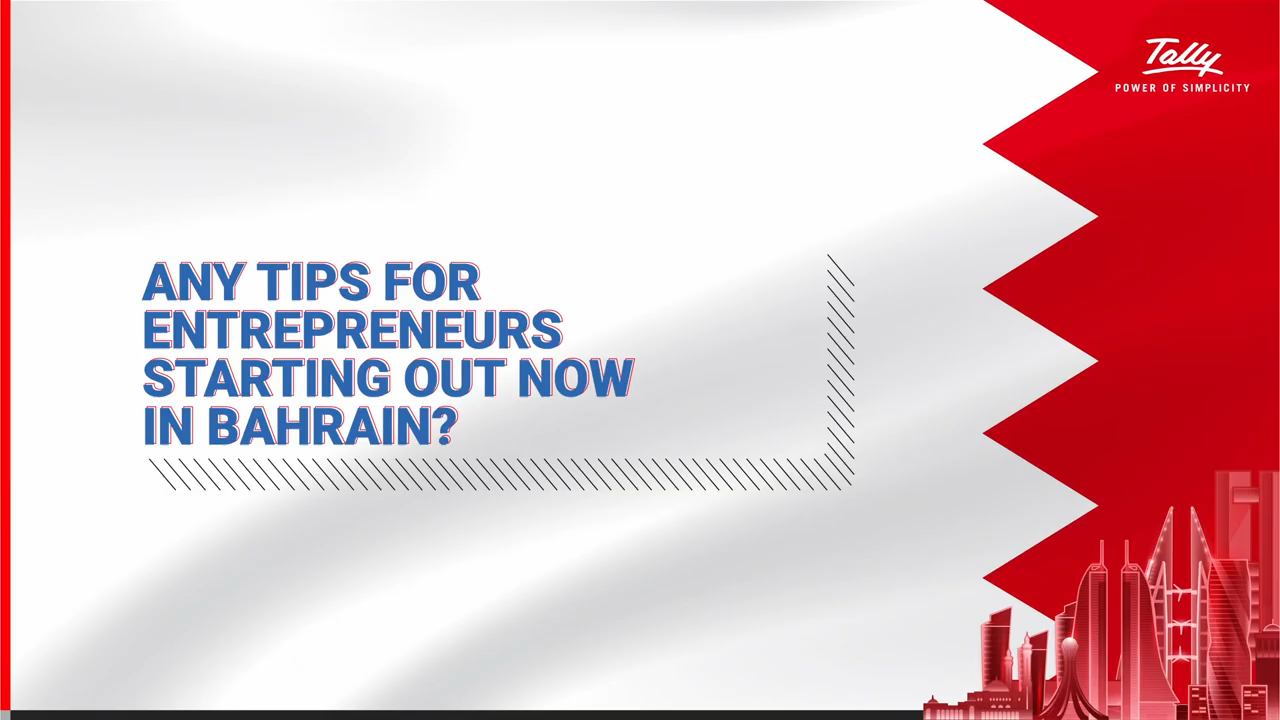 Tally
POWER OF SIMPLICITY
ANY TIPS FOR
ENTREPRENEURS
STARTING OUT NOW
IN BAHRAIN?